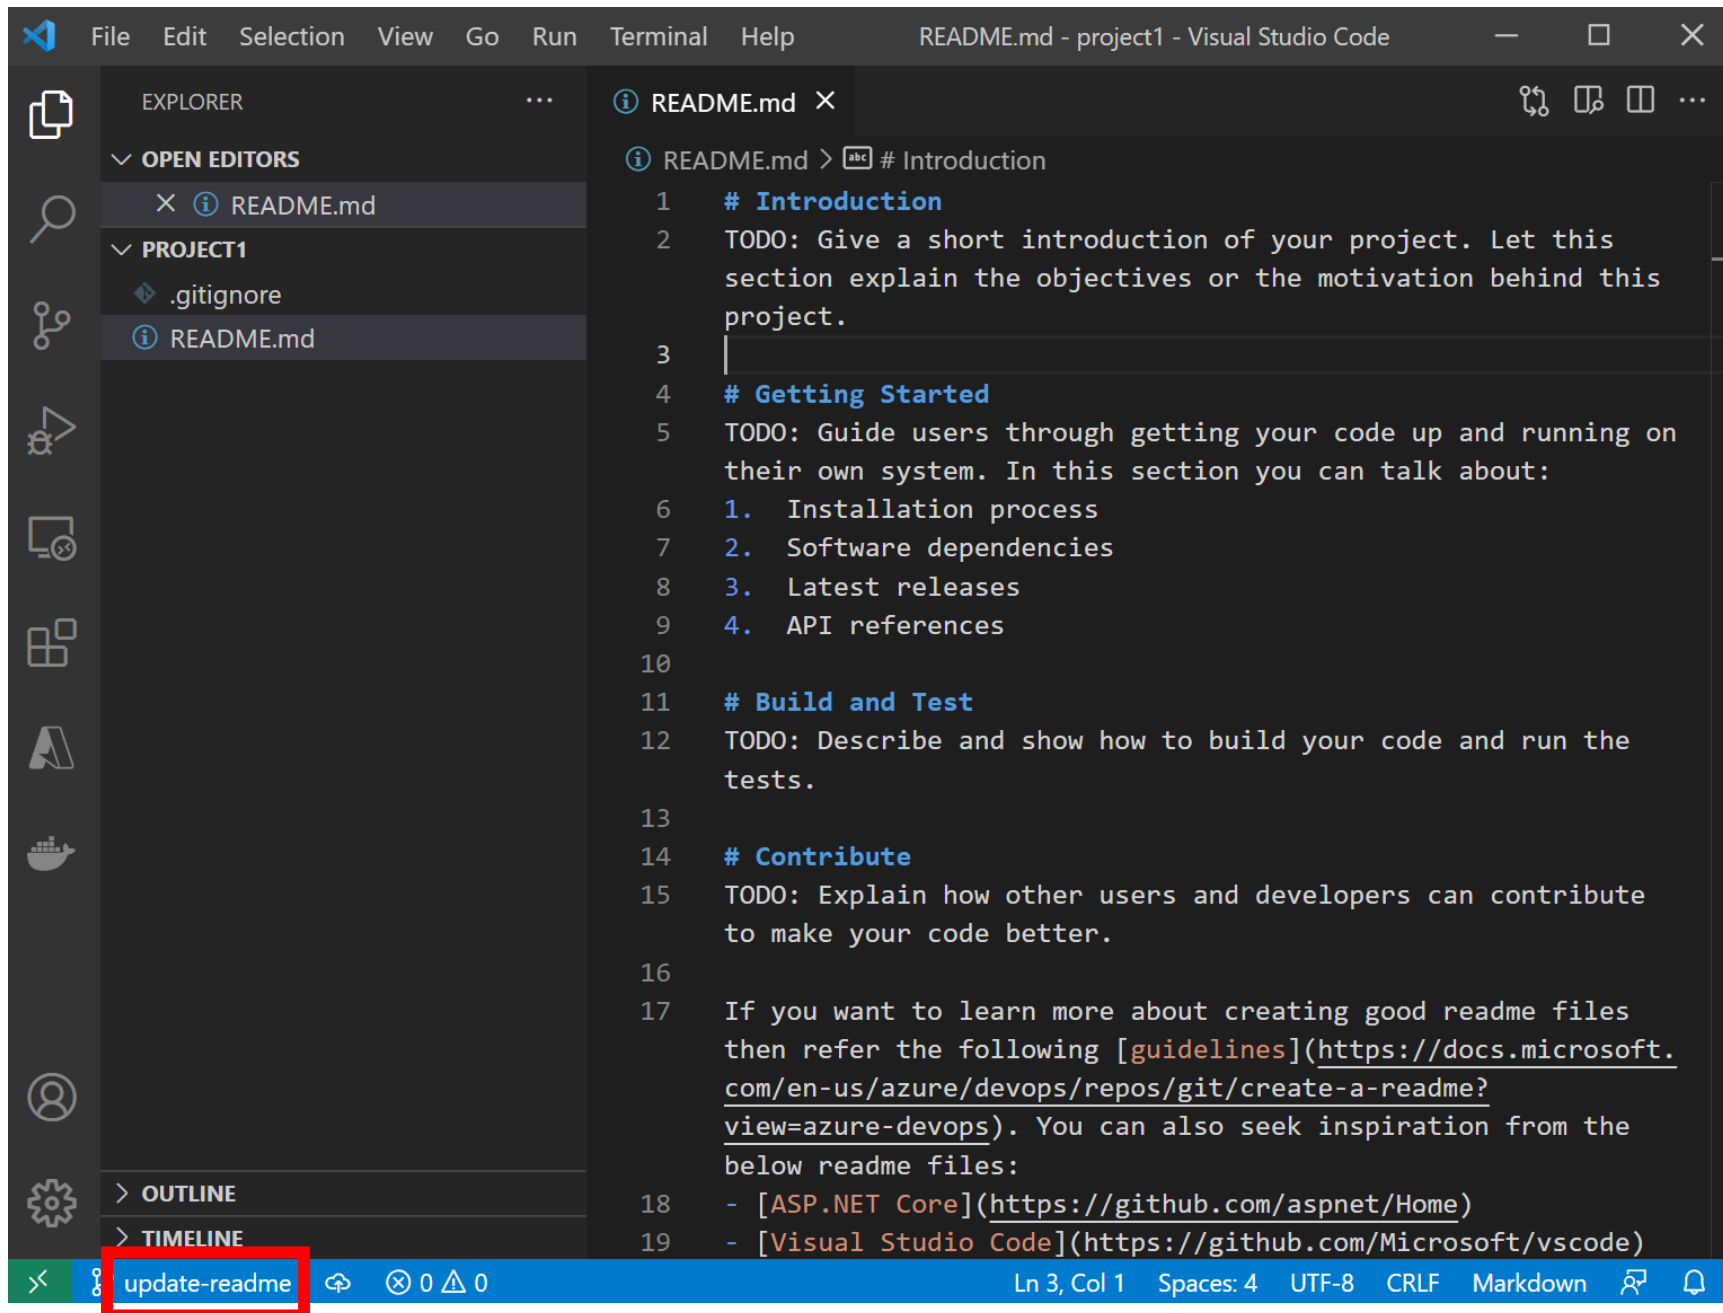 File Edit Selection View Go Run Terminal Help README.md - project1 - Visual Studio Code
EXPLORER
OPEN EDITORS
README.md
PROJECT1
.gitignore
README.md
OUTLINE
TIMELINE
README.md
README.md > abc # Introduction
1 # Introduction
2 TODO: Give a short introduction of your project. Let this
section explain the objectives or the motivation behind this
project.
3
4 # Getting Started
5 TODO: Guide users through getting your code up and running on
their own system. In this section you can talk about:
6 1. Installation process
7 2. Software dependencies
8 3. Latest releases
9 4. API references
10
11 # Build and Test
12 TODO: Describe and show how to build your code and run the
tests.
13
14 # Contribute
15 TODO: Explain how other users and developers can contribute
to make your code better.
16
17 If you want to learn more about creating good readme files
then refer the following [guidelines](https://docs.microsoft.
com/en-us/azure/devops/repos/git/create-a-readme?
view=azure-devops). You can also seek inspiration from the
below readme files:
18 - [ASP.NET Core](https://github.com/aspnet/Home)
19 - [Visual Studio Code](https://github.com/Microsoft/vscode)
update-readme 0 0 Ln 3, Col 1 Spaces: 4 UTF-8 CRLF Markdown